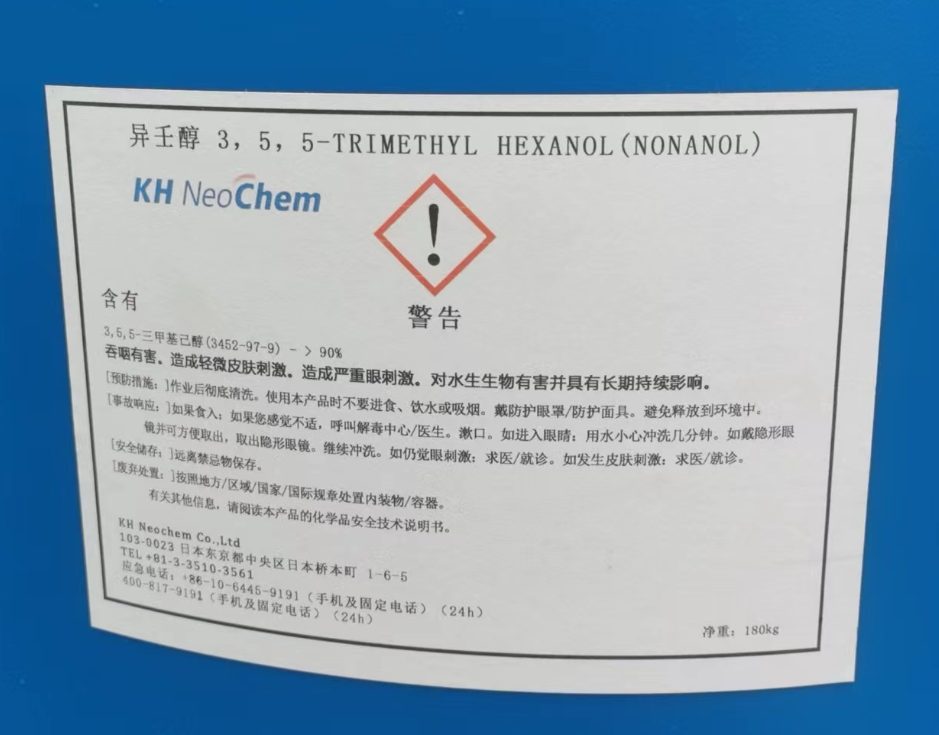 异壬醇 3, 5, 5-TRIMETHYL HEXANOL(NONANOL)
KH NeoChem
警告
含有
3,5,5-三甲基己醇(3452-97-9) - > 90%
吞咽有害。造成轻微皮肤刺激。造成严重眼刺激。对水生生物有害并具有长期持续影响。
[预防措施:]作业后彻底清洗。使用本产品时不要进食、饮水或吸烟。戴防护眼罩/防护面具。避免释放到环境中。
[事故响应:]如果食入: 如果您感觉不适, 呼叫解毒中心/医生。漱口。如进入眼睛: 用水小心冲洗几分钟。如戴隐形眼
镜并可方便取出, 取出隐形眼镜。继续冲洗。如仍觉眼刺激: 求医/就诊。如发生皮肤刺激: 求医/就诊。
[安全储存:]远离禁忌物保存。
[废弃处置:]按照地方/区域/国家/国际规章处置内装物/容器。
有关其他信息, 请阅读本产品的化学品安全技术说明书。
KH Neochem Co.,Ltd
103-0023 日本东京都中央区日本桥本町 1-6-5
TEL +81-3-3510-3561
应急电话: +86-10-6445-9191 (手机及固定电话) (24h)
400-817-9191 (手机及固定电话) (24h)
净重: 180kg